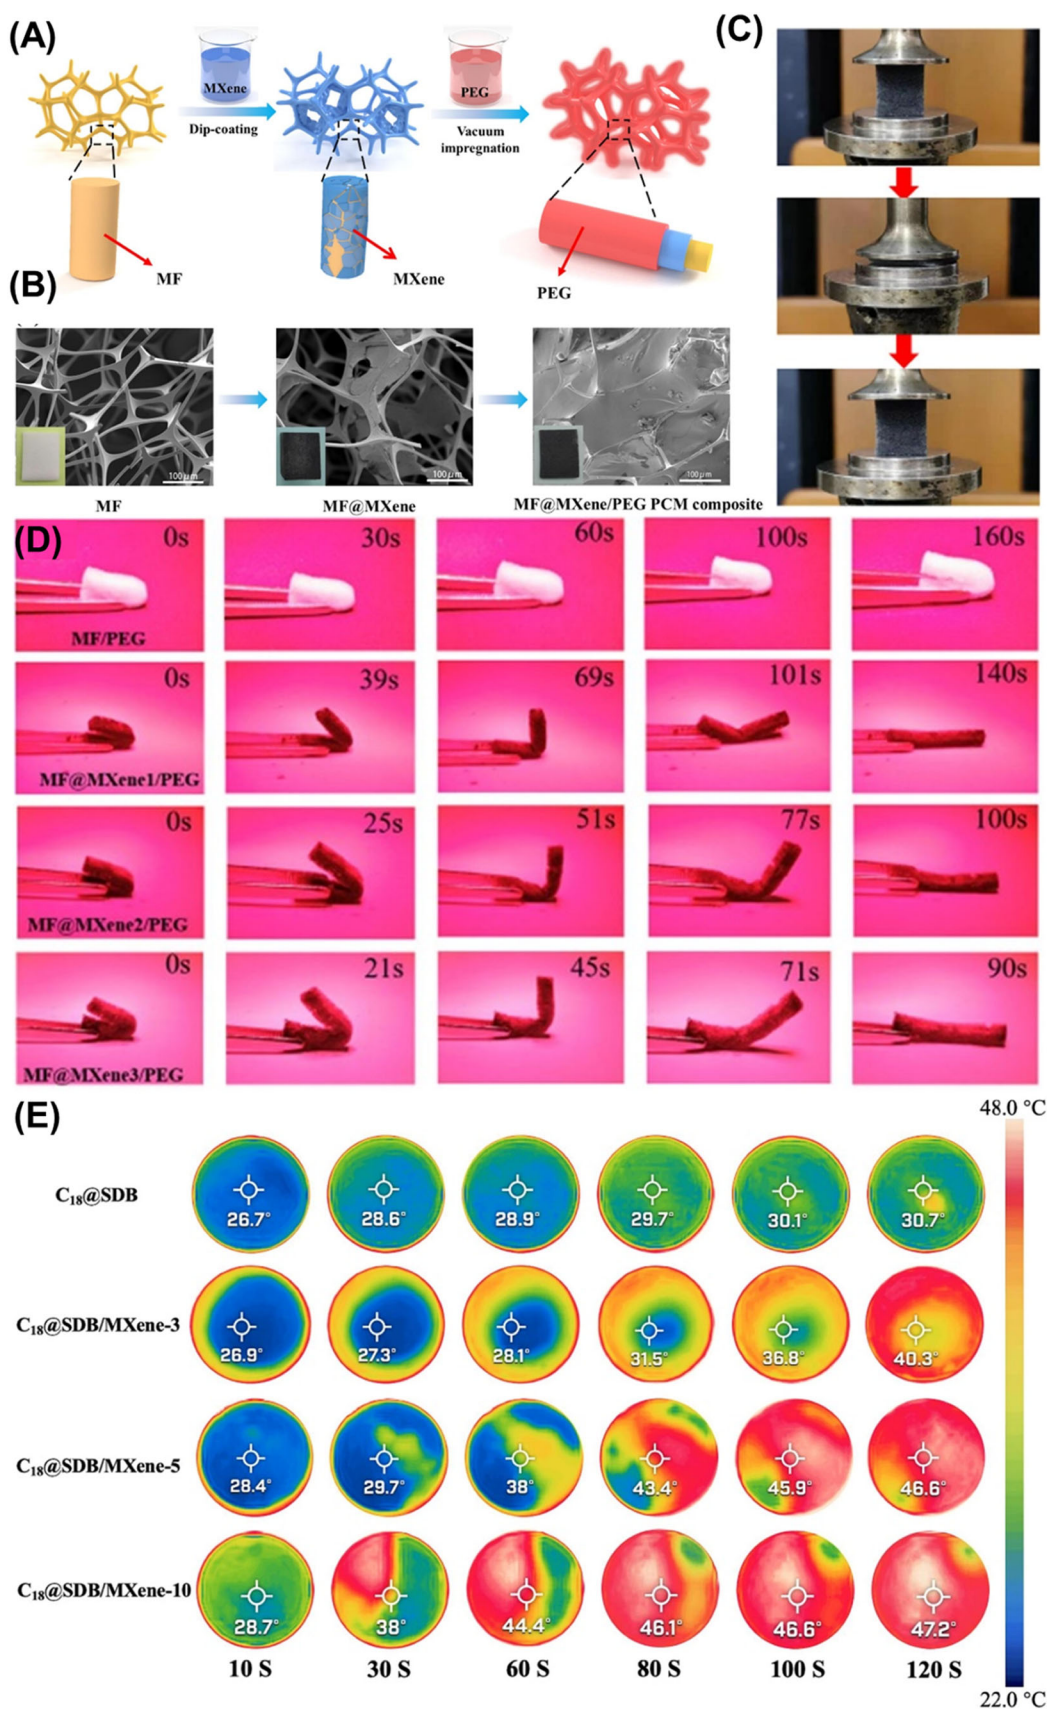 (A)
MXene
Dip-coating
PEG
Vacuum
impregnation
MF
MXene
PEG
(C)
(B)
100μm
100μm
100μm
MF
MF@MXene
MF@MXene/PEG PCM composite
(D)
0s
30s
60s
100s
160s
MF/PEG
0s
39s
69s
101s
140s
MF@MXene1/PEG
0s
25s
51s
77s
100s
MF@MXene2/PEG
0s
21s
45s
71s
90s
MF@MXene3/PEG
(E)
48.0 °C
C₁₈@SDB
26.7°
28.6°
28.9°
29.7°
30.1°
30.7°
C₁₈@SDB/MXene-3
26.9°
27.3°
28.1°
31.5°
36.8°
40.3°
C₁₈@SDB/MXene-5
28.4°
29.7°
38°
43.4°
45.9°
46.6°
C₁₈@SDB/MXene-10
28.7°
38°
44.4°
46.1°
46.6°
47.2°
10 S
30 S
60 S
80 S
100 S
120 S
22.0 °C